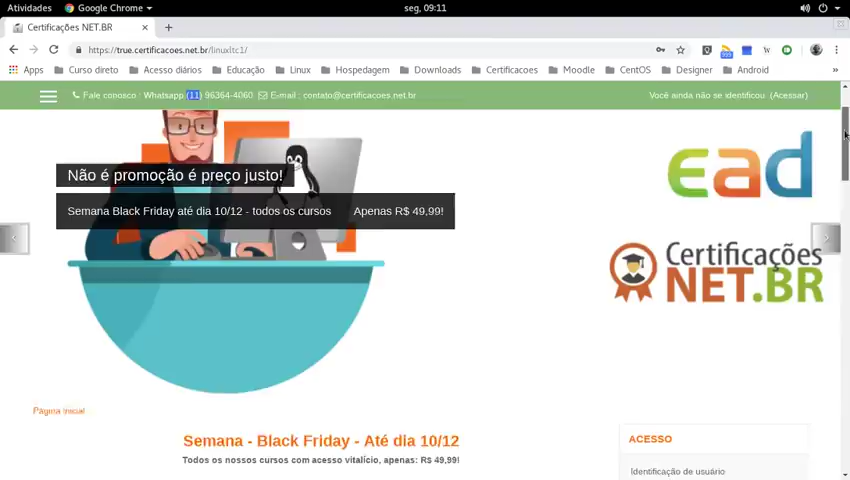 Atividades Google Chrome seg, 09:11
Certificações NET.BR
https://true.certificacoes.net.br/linuxltc1/
Apps Curso direto Acesso diários Educação Linux Hospedagem Downloads Certificacoes Moodle CentOS Designer Android »
Fale conosco : Whatsapp (11) 96364-4060 E-mail : contato@certificacoes.net.br Você ainda não se identificou. (Acessar)
Não é promoção é preço justo!
Semana Black Friday até dia 10/12 - todos os cursos Apenas R$ 49,99!
ead
Certificações
NET.BR
Página inicial
Semana - Black Friday - Até dia 10/12
Todos os nossos cursos com acesso vitalício, apenas: R$ 49,99!
ACESSO
Identificação de usuário